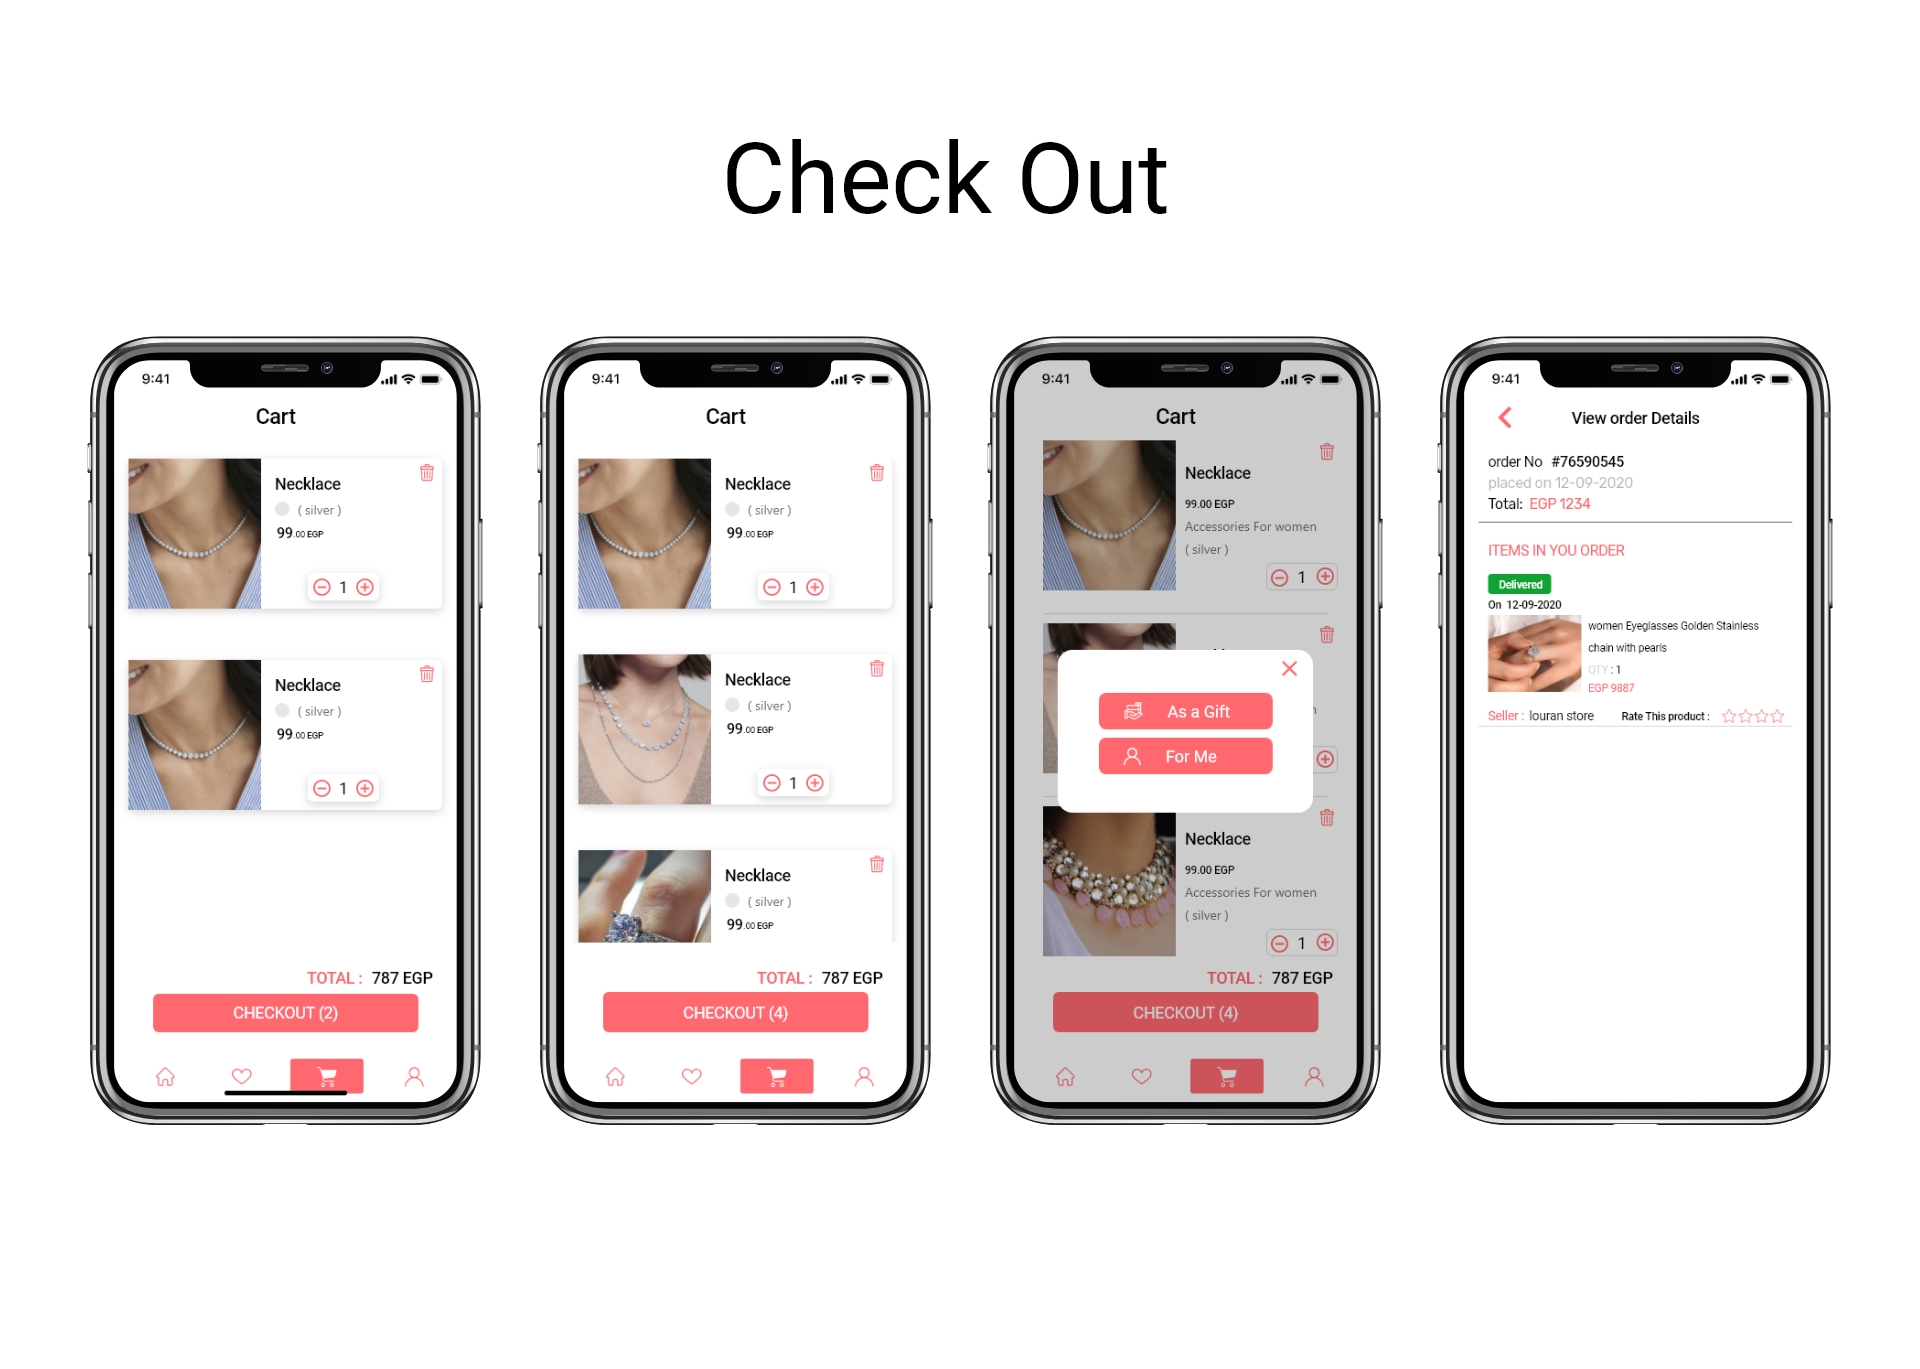 Check Out
9:41
Cart
Necklace
( silver )
99.00 EGP
1
Necklace
( silver )
99.00 EGP
1
TOTAL : 787 EGP
CHECKOUT (2)
9:41
Cart
Necklace
( silver )
99.00 EGP
1
Necklace
( silver )
99.00 EGP
1
Necklace
( silver )
99.00 EGP
TOTAL : 787 EGP
CHECKOUT (4)
9:41
Cart
Necklace
99.00 EGP
Accessories For women
( silver )
1
As a Gift
For Me
Necklace
99.00 EGP
Accessories For women
( silver )
1
TOTAL : 787 EGP
CHECKOUT (4)
9:41
View order Details
order No #76590545
placed on 12-09-2020
Total: EGP 1234
ITEMS IN YOU ORDER
Delivered
On 12-09-2020
women Eyeglasses Golden Stainless
chain with pearls
QTY : 1
EGP 9887
Seller : louran store Rate This product :